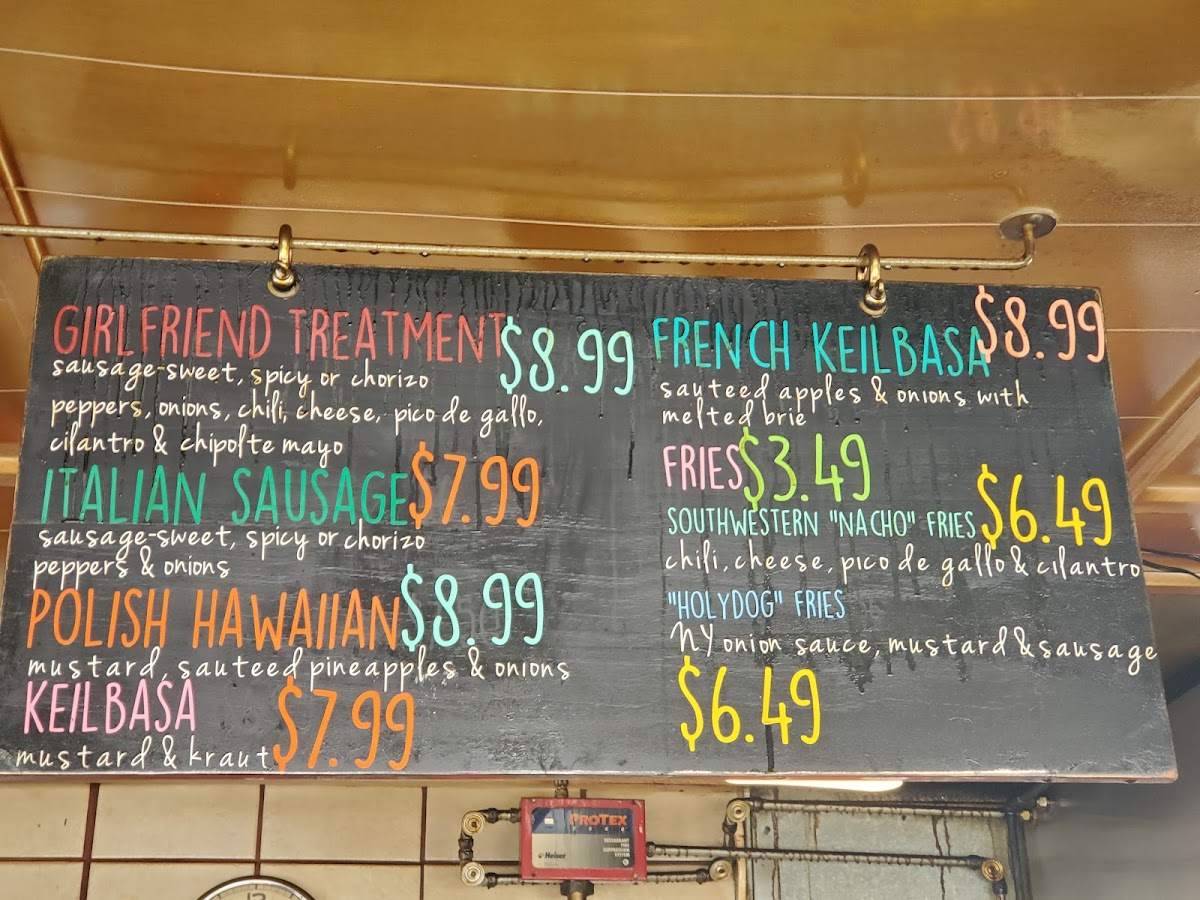 GIRLFRIEND TREATMENT $8.99
sausage-sweet, spicy or chorizo
peppers, onions, chili, cheese, pico de gallo,
cilantro & chipolte mayo
ITALIAN SAUSAGE $7.99
sausage-sweet, spicy or chorizo
peppers & onions
POLISH HAWAIIAN $8.99
mustard, sauteed pineapples & onions
KEILBASA $7.99
mustard & kraut
FRENCH KEILBASA $8.99
sauteed apples & onions with
melted brie
FRIES $3.49
SOUTHWESTERN "NACHO" FRIES $6.49
chili, cheese, pico de gallo & cilantro
"HOLYDOG" FRIES
NY onion sauce, mustard & sausage
$6.49
PROTEX
Heiser
12